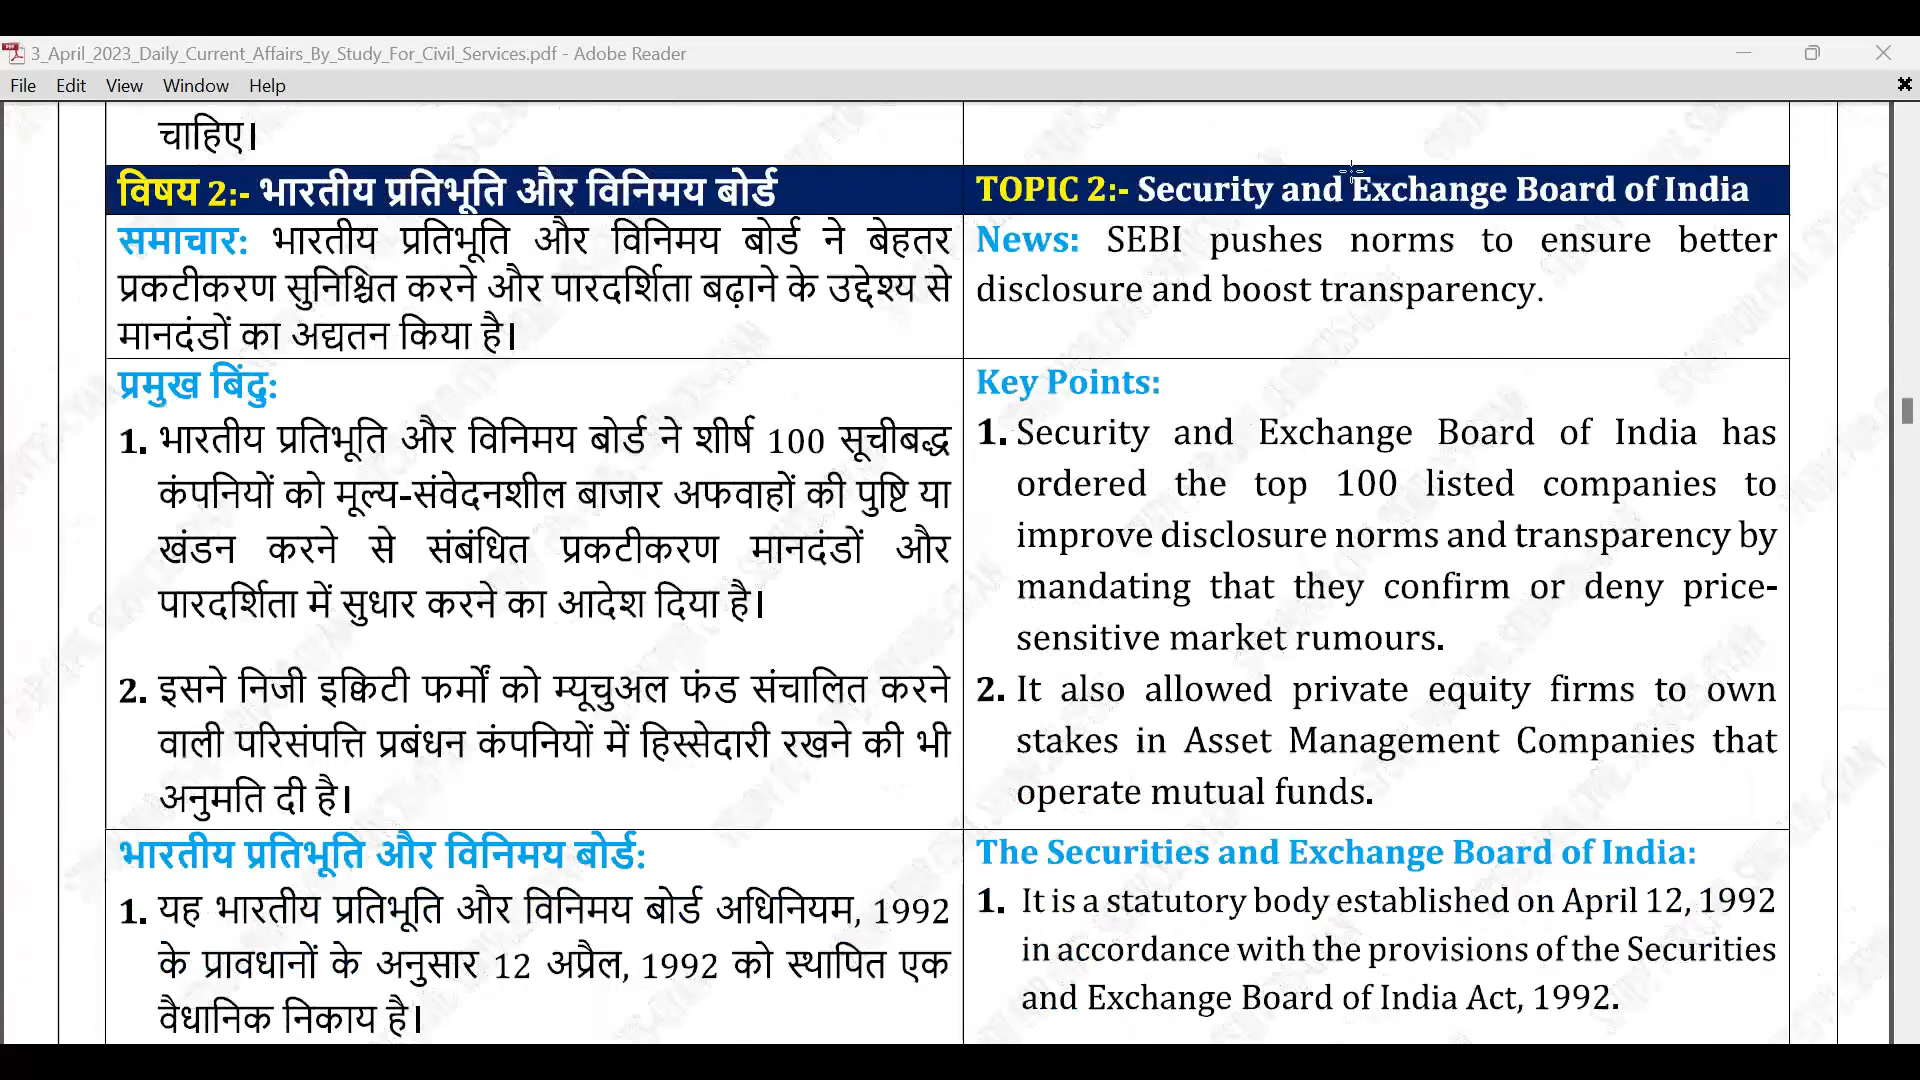 3_April_2023_Daily_Current_Affairs_By_Study_For_Civil_Services.pdf - Adobe Reader
File Edit View Window Help
चाहिए।
विषय 2:- भारतीय प्रतिभूति और विनिमय बोर्ड
समाचार: भारतीय प्रतिभूति और विनिमय बोर्ड ने बेहतर
प्रकटीकरण सुनिश्चित करने और पारदर्शिता बढ़ाने के उद्देश्य से
मानदंडों का अद्यतन किया है।
प्रमुख बिंदु:
1. भारतीय प्रतिभूति और विनिमय बोर्ड ने शीर्ष 100 सूचीबद्ध
कंपनियों को मूल्य-संवेदनशील बाजार अफवाहों की पुष्टि या
खंडन करने से संबंधित प्रकटीकरण मानदंडों और
पारदर्शिता में सुधार करने का आदेश दिया है।
2. इसने निजी इक्विटी फर्मों को म्यूचुअल फंड संचालित करने
वाली परिसंपत्ति प्रबंधन कंपनियों में हिस्सेदारी रखने की भी
अनुमति दी है।
भारतीय प्रतिभूति और विनिमय बोर्ड:
1. यह भारतीय प्रतिभूति और विनिमय बोर्ड अधिनियम, 1992
के प्रावधानों के अनुसार 12 अप्रैल, 1992 को स्थापित एक
वैधानिक निकाय है।
TOPIC 2:- Security and Exchange Board of India
News: SEBI pushes norms to ensure better
disclosure and boost transparency.
Key Points:
1. Security and Exchange Board of India has
ordered the top 100 listed companies to
improve disclosure norms and transparency by
mandating that they confirm or deny price-
sensitive market rumours.
2. It also allowed private equity firms to own
stakes in Asset Management Companies that
operate mutual funds.
The Securities and Exchange Board of India:
1. It is a statutory body established on April 12, 1992
in accordance with the provisions of the Securities
and Exchange Board of India Act, 1992.